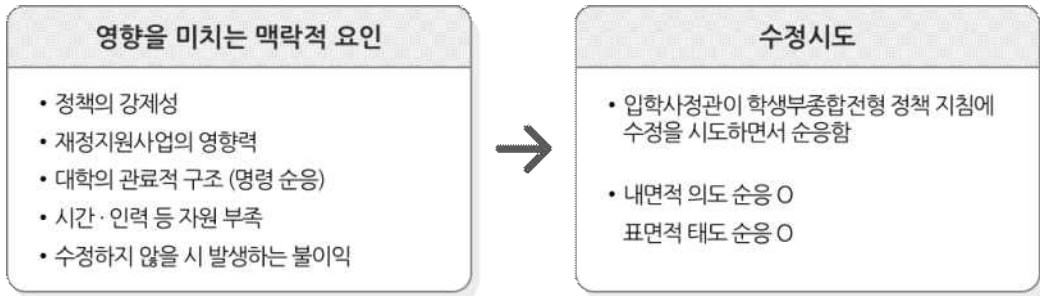 영향을 미치는 맥락적 요인
• 정책의 강제성
• 재정지원사업의 영향력
• 대학의 관료적 구조 (명령 순응)
• 시간 · 인력 등 자원 부족
• 수정하지 않을 시 발생하는 불이익
수정시도
• 입학사정관이 학생부종합전형 정책 지침에
수정을 시도하면서 순응함
• 내면적 의도 순응 O
표면적 태도 순응 O